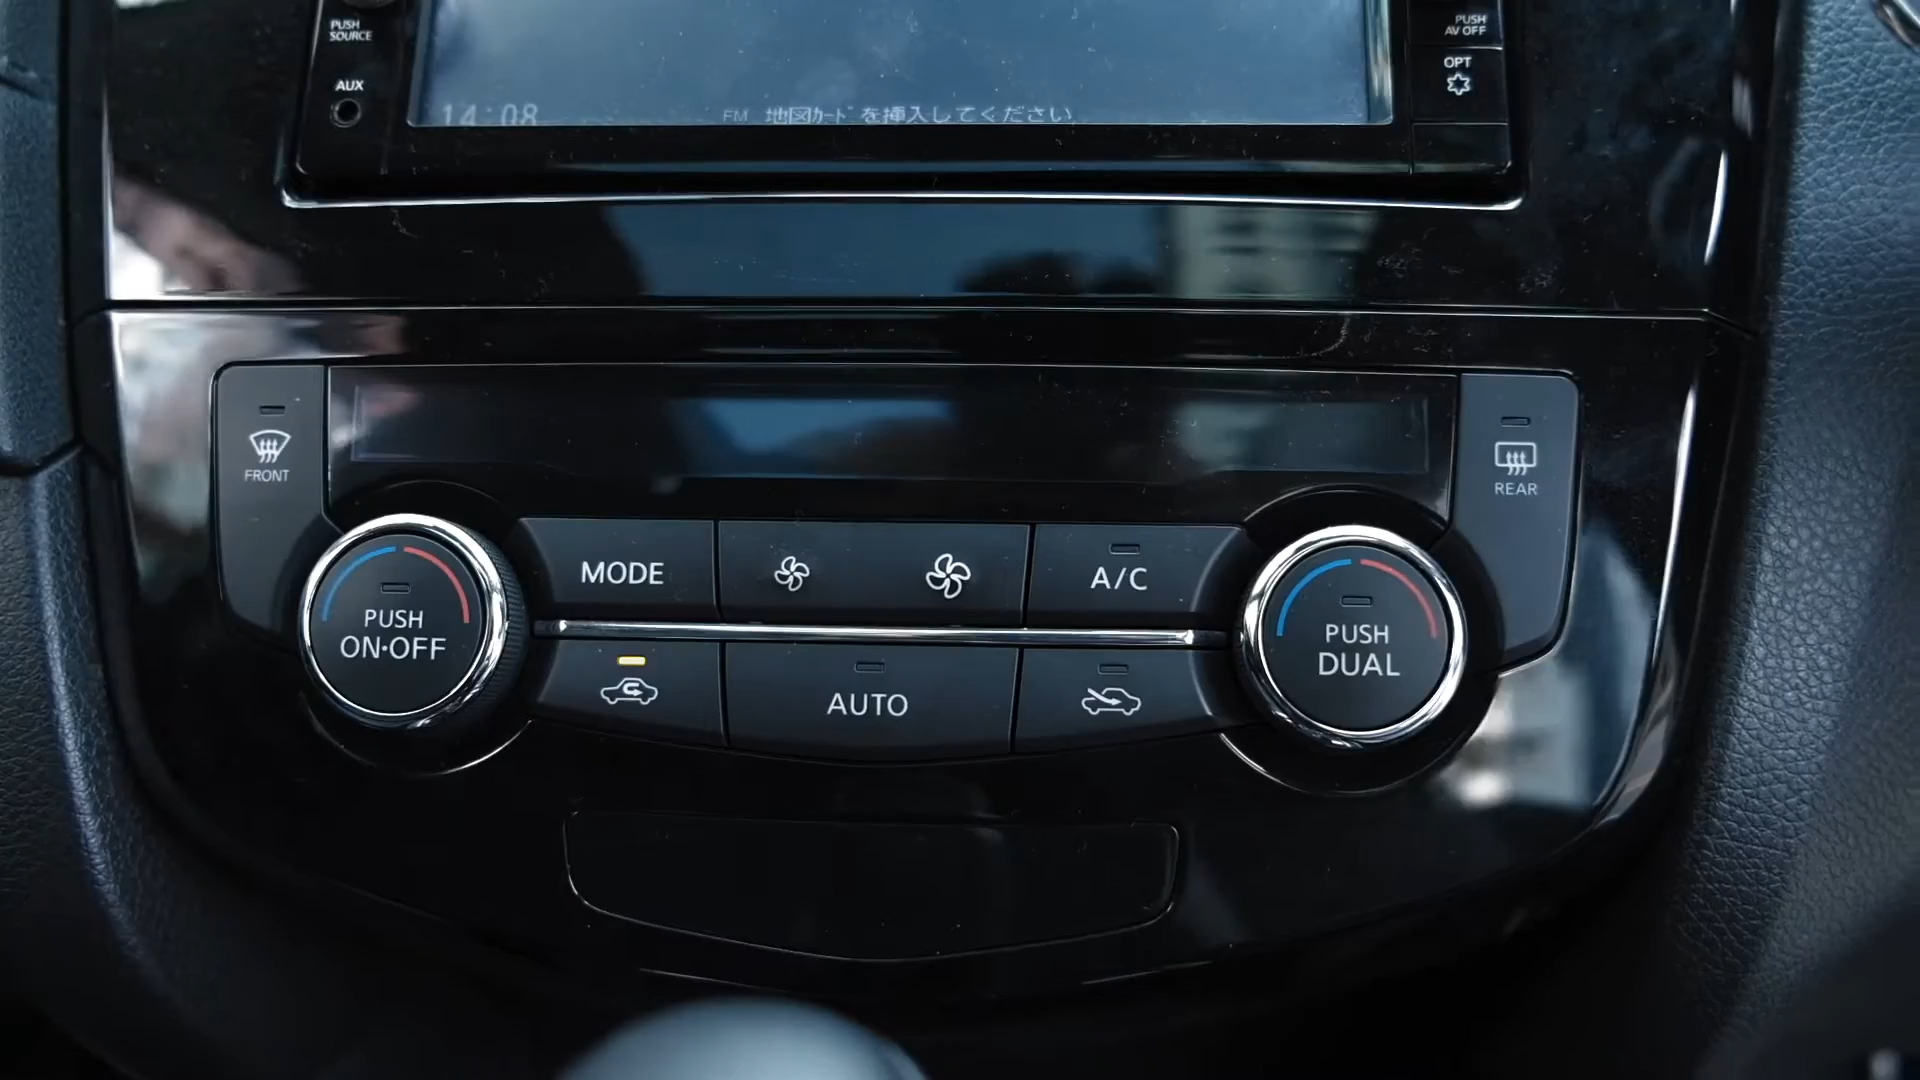 PUSH
SOURCE
AUX
PUSH
AV OFF
OPT
14:08
FM 地図カード を挿入してください
FRONT
REAR
MODE
A/C
PUSH
ON·OFF
PUSH
DUAL
AUTO